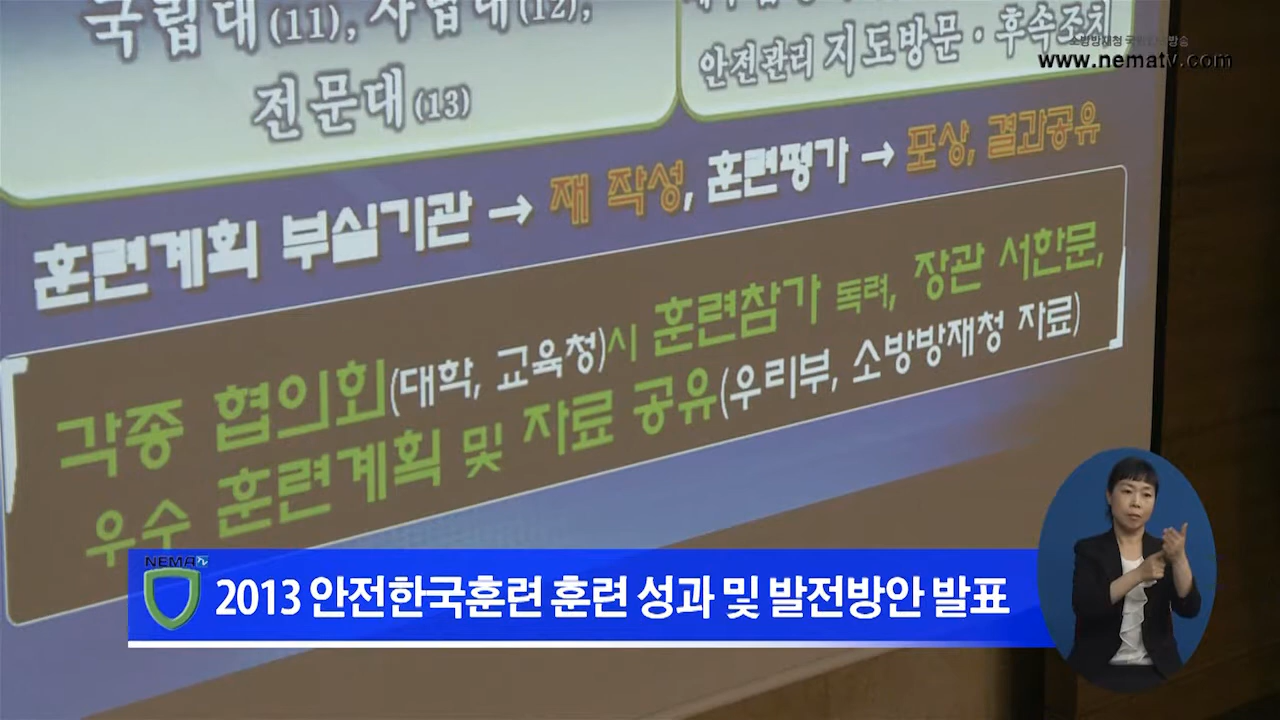 국립대(11), 사립대(12),
전문대(13)
안전관리 지도방문·후속조치
www.nematv.com
훈련계획 부실기관 → 재 작성, 훈련평가 → 포상, 결과공유
각종 협의회(대학, 교육청)시 훈련참가 독려, 장관 서한문,
우수 훈련계획 및 자료 공유(우리부, 소방방재청 자료)
NEMA TV
2013 안전한국훈련 훈련 성과 및 발전방안 발표